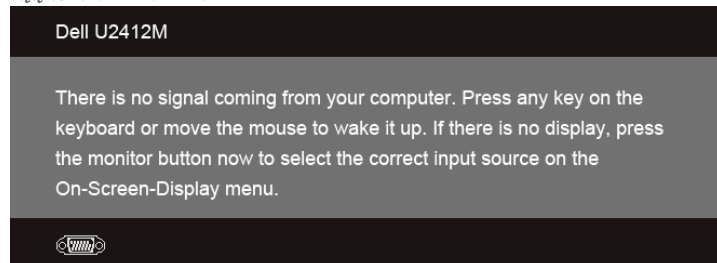 Dell U2412M
There is no signal coming from your computer. Press any key on the
keyboard or move the mouse to wake it up. If there is no display, press
the monitor button now to select the correct input source on the
On-Screen-Display menu.